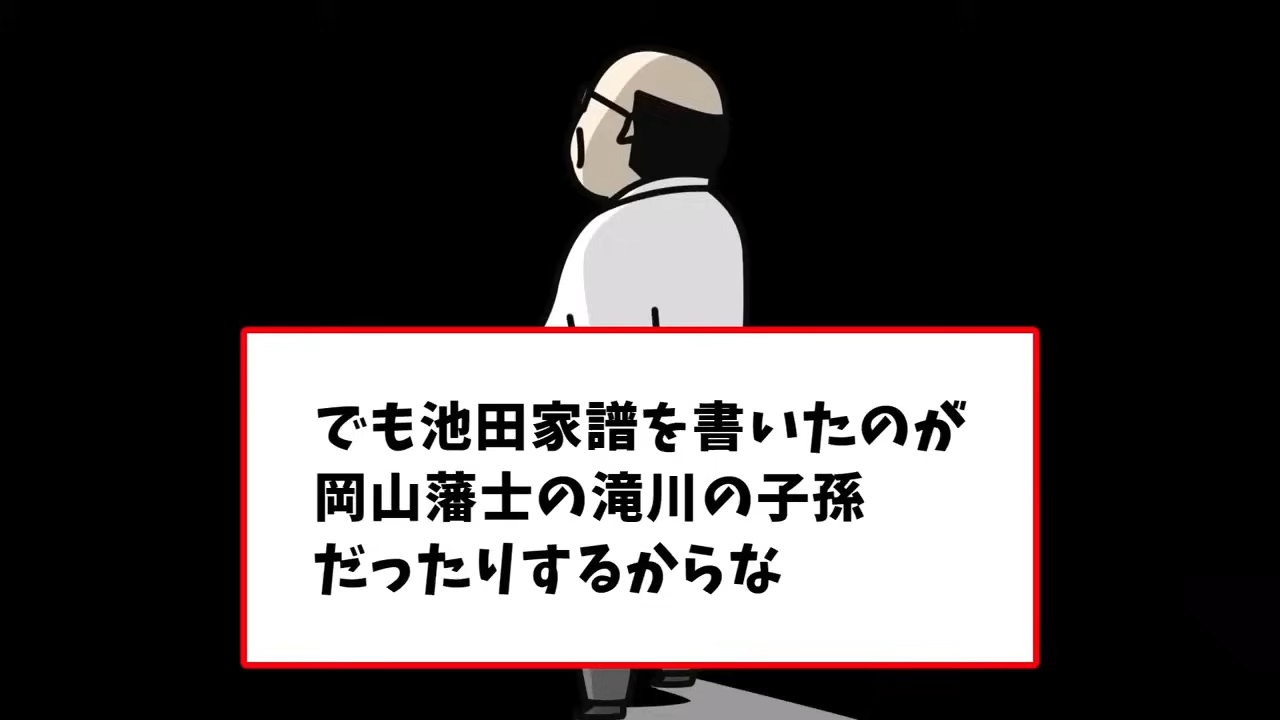 でも池田家譜を書いたのが
岡山藩士の滝川の子孫
だったりするからな